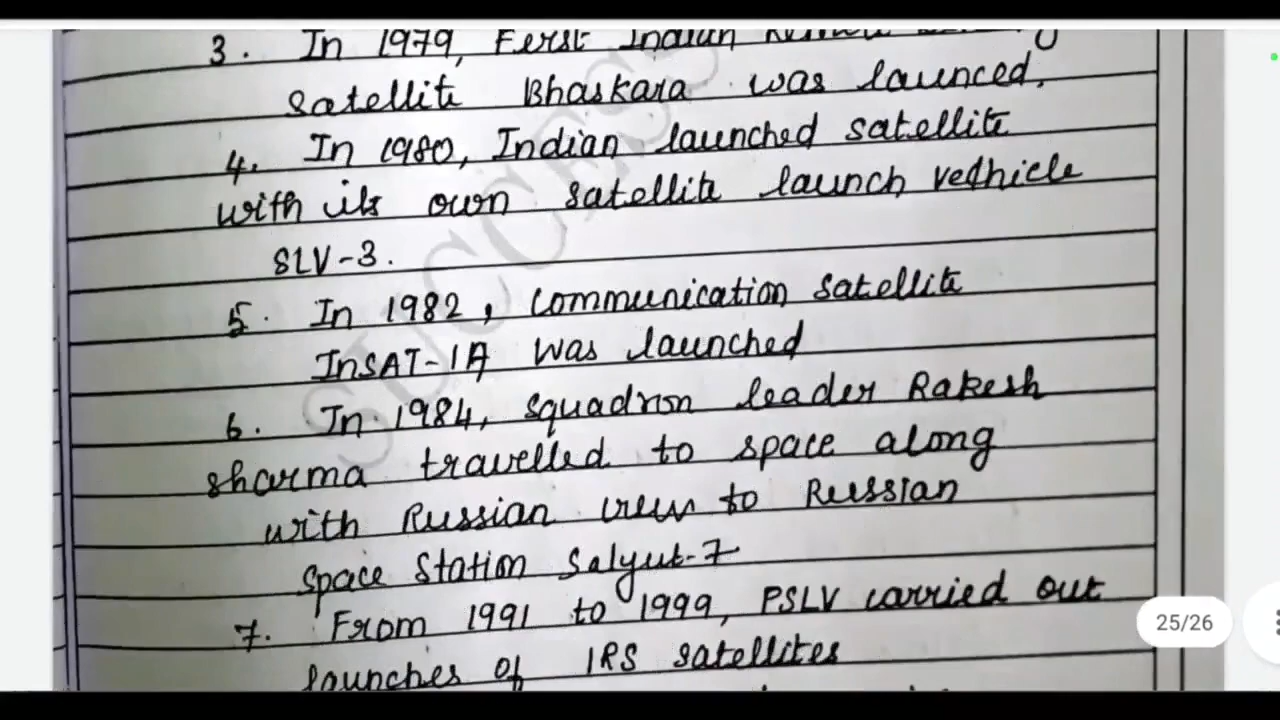 3. In 1979, First Indian
Satellite Bhaskara was launced.
4. In 1980, Indian launched satellite
with its own satellite launch vedhicle
SLV-3.
5. In 1982, Communication satellite
InSAT-1A was launched
6. In 1984, squadron leader Rakesh
sharma travelled to space along
with Russian crew to Russian
Space Station Salyut-7
7. From 1991 to 1999, PSLV carried out
launches of IRS satellites
25/26
SUCCESS